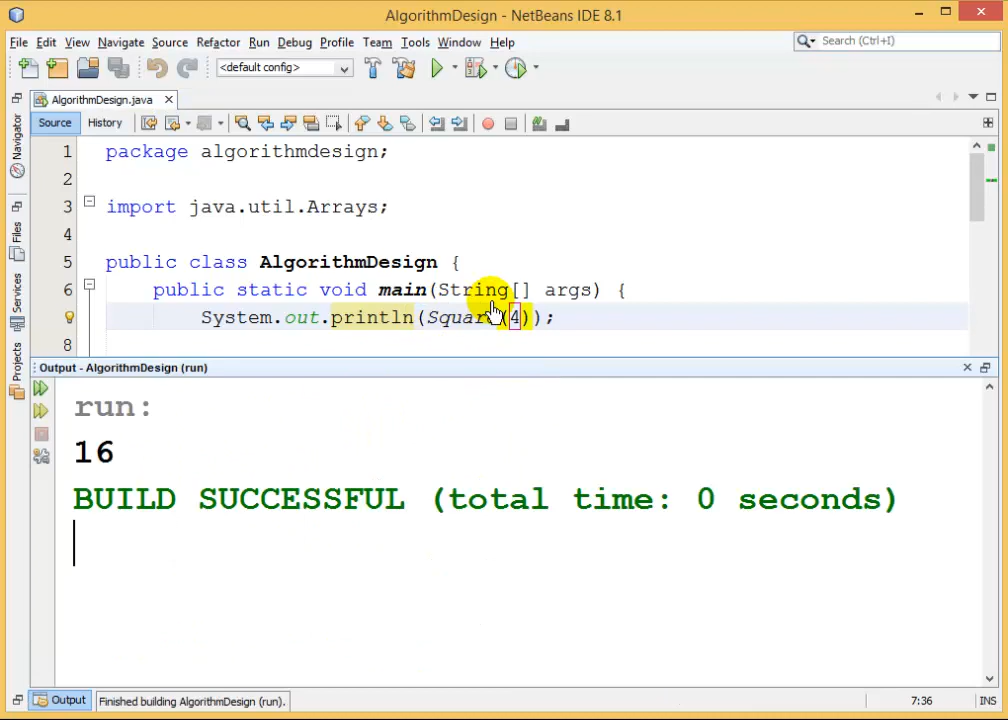 AlgorithmDesign - NetBeans IDE 8.1
File Edit View Navigate Source Refactor Run Debug Profile Team Tools Window Help
Search (Ctrl+I)
<default config>
AlgorithmDesign.java
Source History
Navigator
Files
Services
Projects
1 package algorithmdesign;
2
3 import java.util.Arrays;
4
5 public class AlgorithmDesign {
6 public static void main(String[] args) {
System.out.println(Square(4));
8
Output - AlgorithmDesign (run)
run:
16
BUILD SUCCESSFUL (total time: 0 seconds)
Output Finished building AlgorithmDesign (run). 7:36 INS